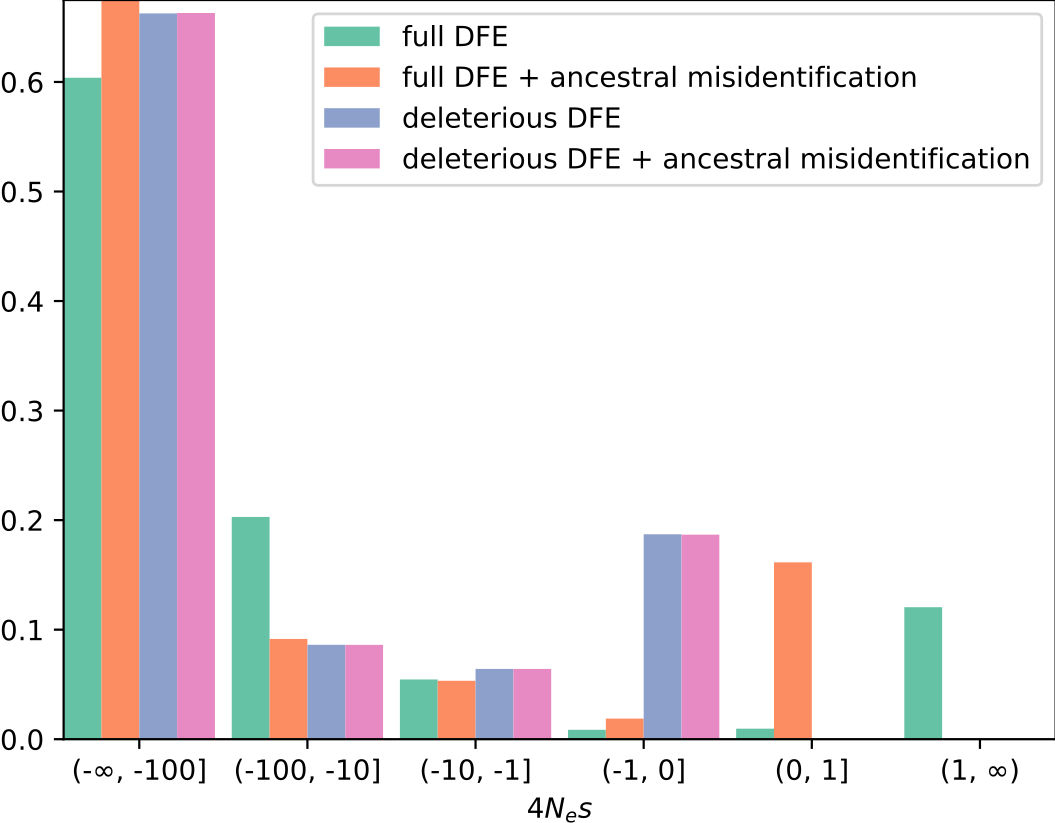 full DFE
full DFE + ancestral misidentification
deleterious DFE
deleterious DFE + ancestral misidentification
0.6
0.5
0.4
0.3
0.2
0.1
0.0
(-∞, -100] (-100, -10] (-10, -1] (-1, 0] (0, 1] (1, ∞)
4Nₑs